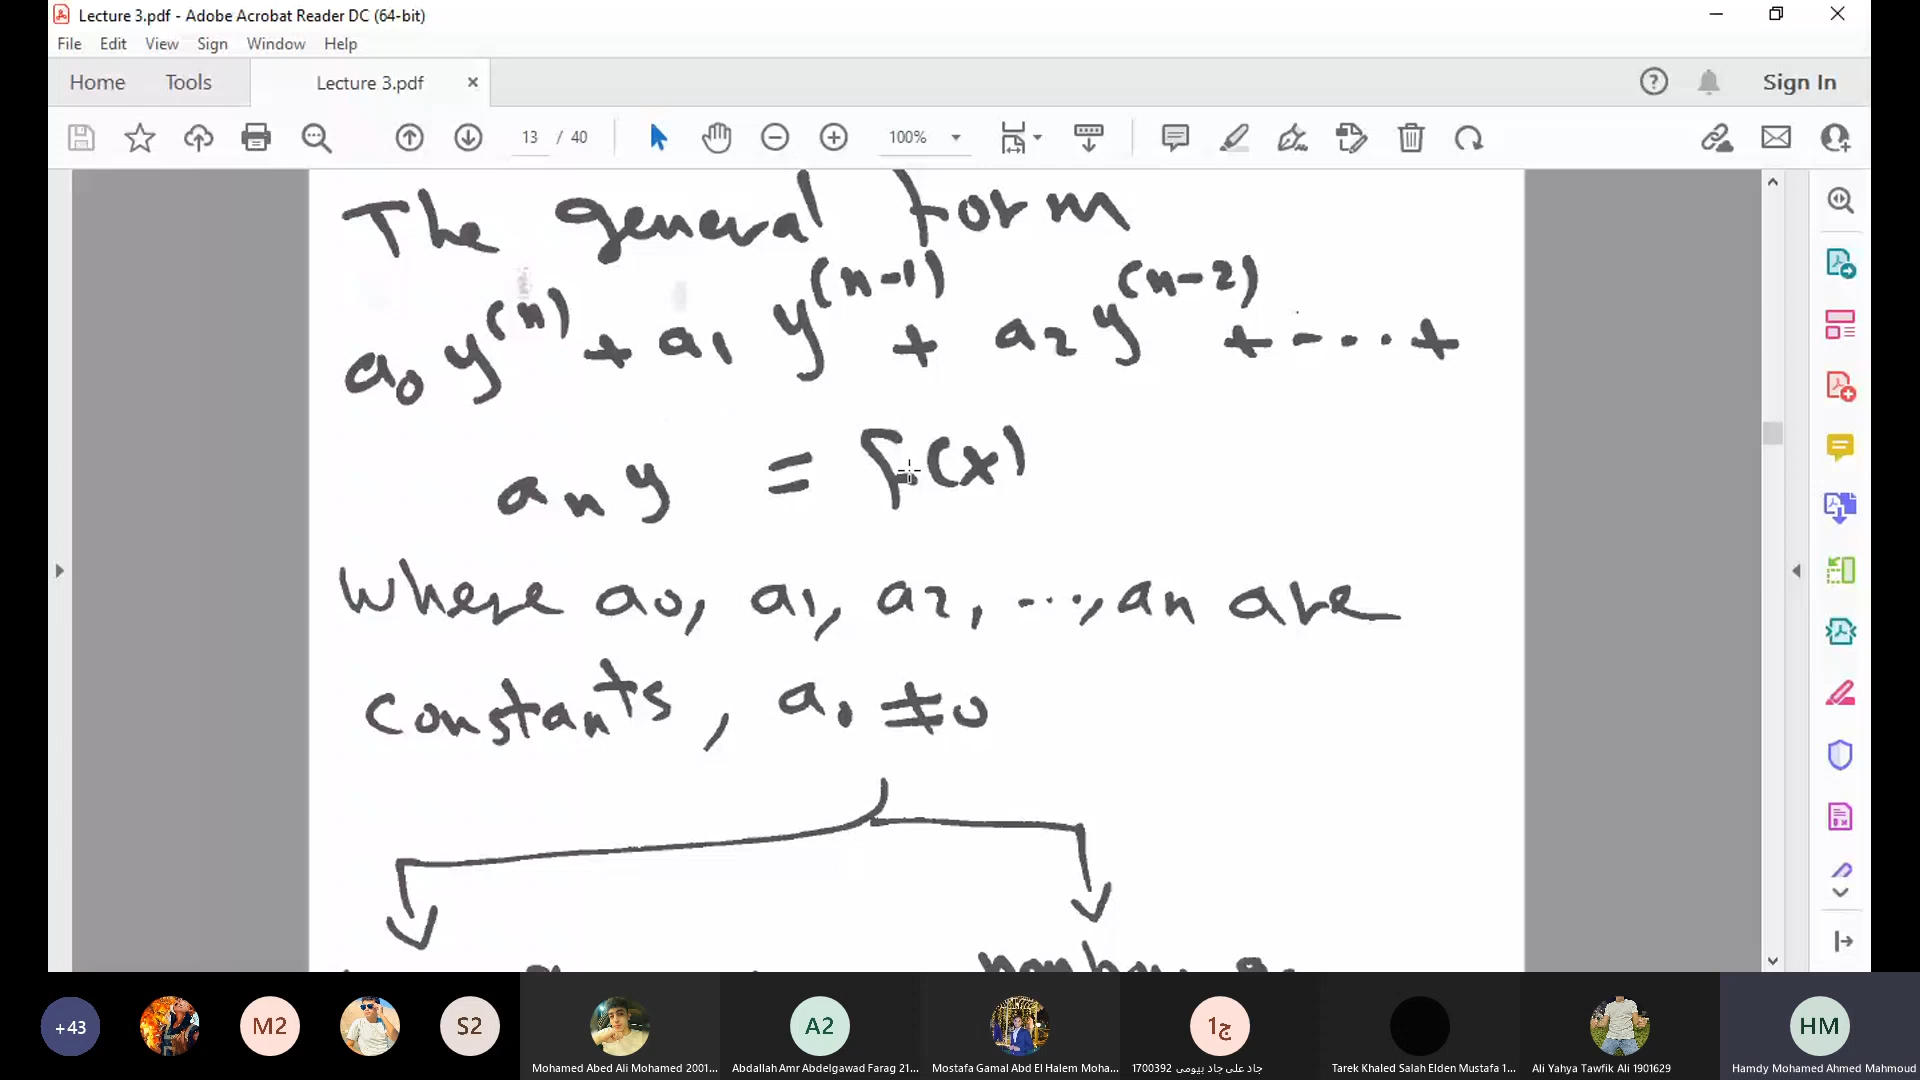 Lecture 3.pdf - Adobe Acrobat Reader DC (64-bit)
File Edit View Sign Window Help
Home Tools Lecture 3.pdf Sign In
13 / 40 100%
The general form
a₀ y⁽ⁿ⁾ + a₁ y⁽ⁿ⁻¹⁾ + a₂ y⁽ⁿ⁻²⁾ + - - - +
aₙ y = F(x)
where a₀, a₁, a₂, ..., aₙ are
constants, a₀ ≠ 0
+43 M2 S2 A2 ج1 HM
Mohamed Abed Ali Mohamed 2001... Abdallah Amr Abdelgawad Farag 21... Mostafa Gamal Abd El Halem Moha... 1700392 جاد على جاد بيومى Tarek Khaled Salah Elden Mustafa 1... Ali Yahya Tawfik Ali 1901629 Hamdy Mohamed Ahmed Mahmoud